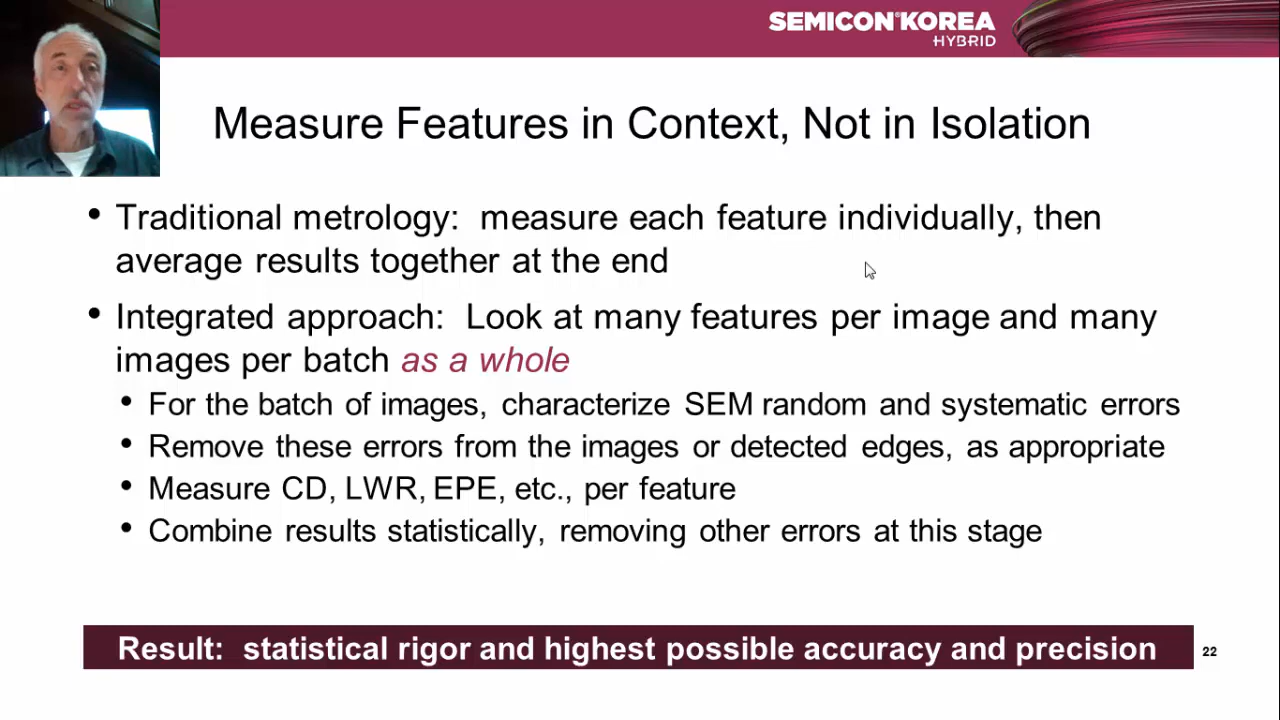 SEMICON KOREA
HYBRID
Measure Features in Context, Not in Isolation
• Traditional metrology: measure each feature individually, then
average results together at the end
• Integrated approach: Look at many features per image and many
images per batch as a whole
• For the batch of images, characterize SEM random and systematic errors
• Remove these errors from the images or detected edges, as appropriate
• Measure CD, LWR, EPE, etc., per feature
• Combine results statistically, removing other errors at this stage
Result: statistical rigor and highest possible accuracy and precision
22